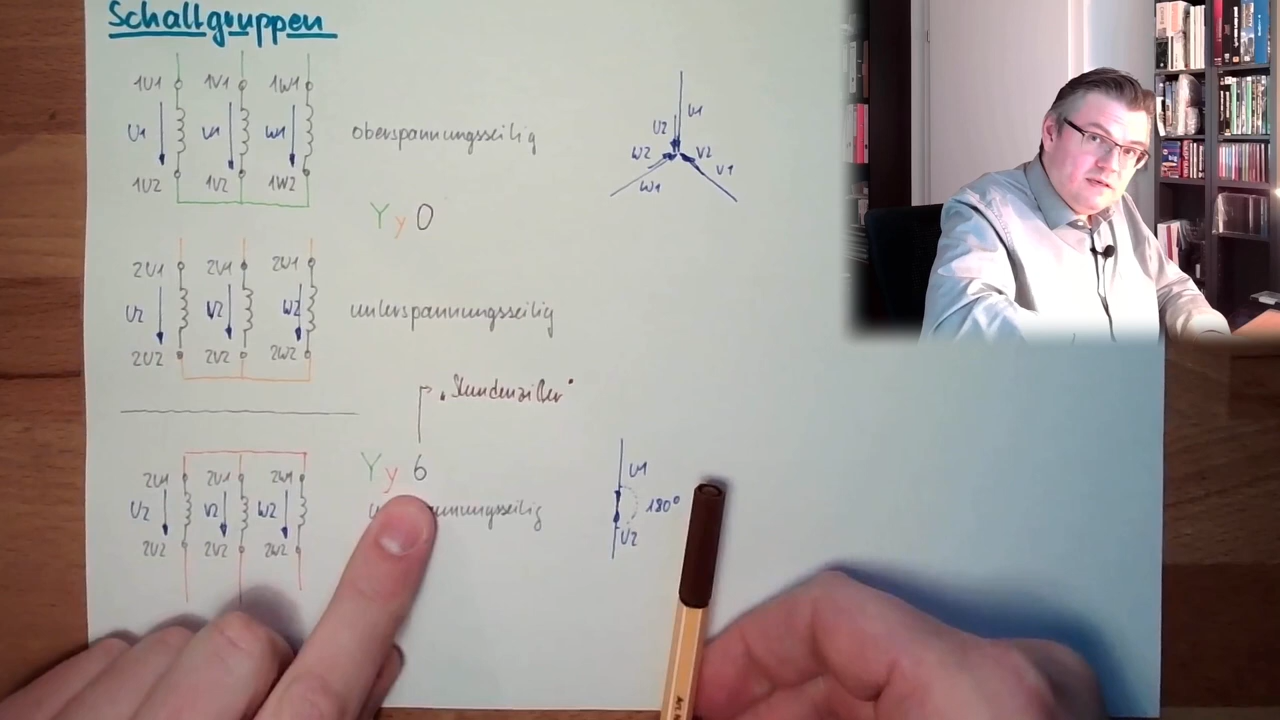 Schaltgruppen
1U1 1V1 1W1
U1 V1 W1
oberspannungsseitig
1U2 1V2 1W2
Yy0
2U1 2V1 2W1
U2 V2 W2
unterspannungsseitig
2U2 2V2 2W2
"Stundenziffer"
Yy6
2U1 2V1 2W1
U2 V2 W2
2U2 2V2 2W2
U1
U2
W2 V2
W1 V1
U1
180°
U2